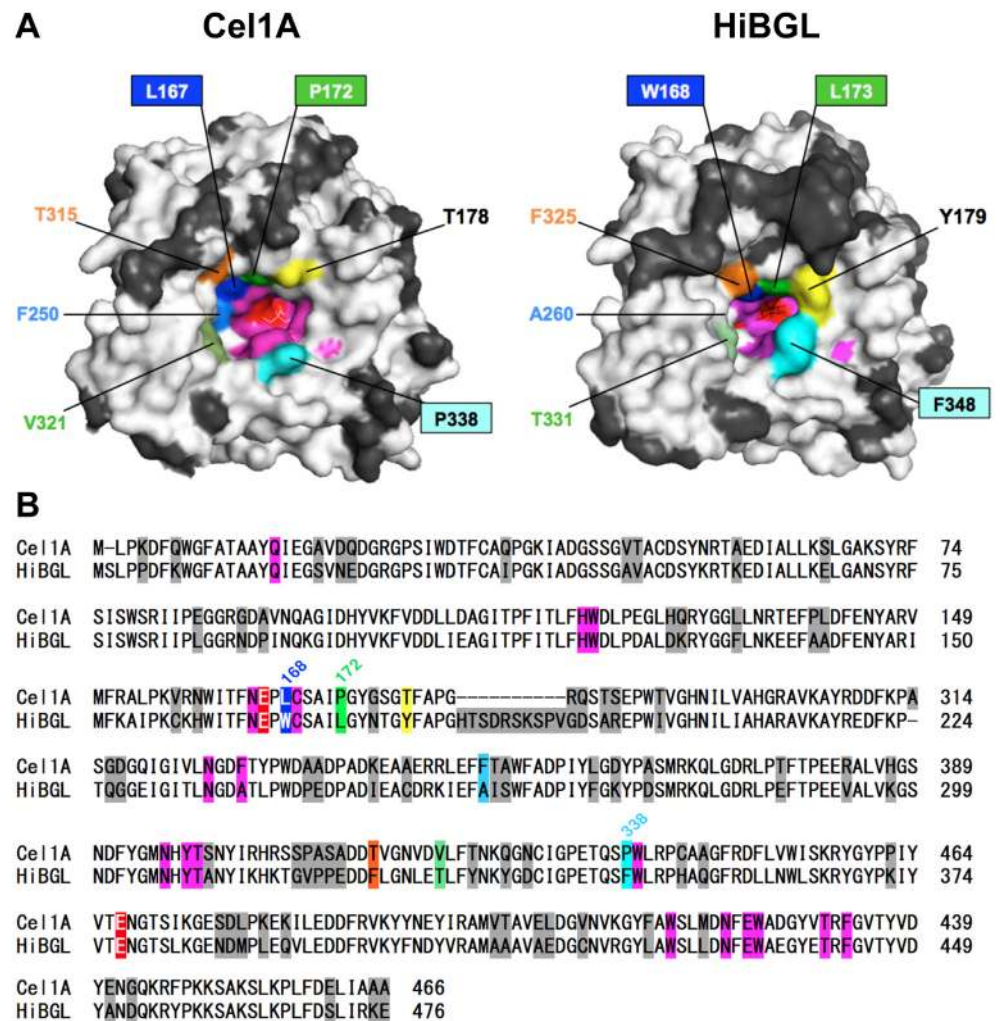 A Cel1A HiBGL
L167 P172 W168 L173
T315 T178 F325 Y179
F250 A260
V321 P338 T331 F348
B
Cel1A M-LPKDFQWGFATAAYQIEGAVDQDGRGPSIWDTFCAQPGKIADGSSGVTACDSYNRTAEDIALLKSLGAKSYRF 74
HiBGL MSLPPDFKWGFATAAYQIEGSVNEDGRGPSIWDTFCAIPGKIADGSSGAVACDSYKRTKEDIALLKELGANSYRF 75
Cel1A SISWSRIIPEGGRGDAVNQAGIDHYVKFVDDLLDAGITPFITLFHWDLPEGLHQRYGGLLNRTEFPLDFENYARV 149
HiBGL SISWSRIIPLGGRNDPINQKGIDHYVKFVDDLIEAGITPFITLFHWDLPDALDKRYGGFLNKEEFAADFENYARI 150
168 172
Cel1A MFRALPKVRNWITFNEPLCSAIPGYGSGTFAPG----------RQSTSEPWTVGHNILVAHGRAVKAYRDDFKPA 314
HiBGL MFKAIPKCKHWITFNEPWCSAILGYNTGYFAPGHTSDRSKSPVGDSAREPWIVGHNILIAHARAVKAYREDFKP- 224
Cel1A SGDGQIGIVLNGDFTYPWDAADPADKEAAERRLEFFTAWFADPIYLGDYPASMRKQLGDRLPTFTPEERALVHGS 389
HiBGL TQGGEIGITLNGDATLPWDPEDPADIEACDRKIEFAISWFADPIYFGKYPDSMRKQLGDRLPEFTPEEVALVKGS 299
338
Cel1A NDFYGMNHYTSNYIRHRSSPASADDTVGNVDVLFTNKQGNCIGPETQSPWLRPCAAGFRDFLVWISKRYGYPPIY 464
HiBGL NDFYGMNHYTANYIKHKTGVPPEDDFLGNLETLFYNKYGDCIGPETQSFWLRPHAQGFRDLLNWLSKRYGYPKIY 374
Cel1A VTENGTSIKGESDLPKEKILEDDFRVKYYNEYIRAMVTAVELDGVNVKGYFAWSLMDNFEWADGYVTRFGVTYVD 439
HiBGL VTENGTSLKGENDMPLEQVLEDDFRVKYFNDYVRAMAAAVAEDGCNVRGYLAWSLLDNFEWAEGYETRFGVTYVD 449
Cel1A YENGQKRFPKKSAKSLKPLFDELIAAA 466
HiBGL YANDQKRYPKKSAKSLKPLFDSLIRKE 476